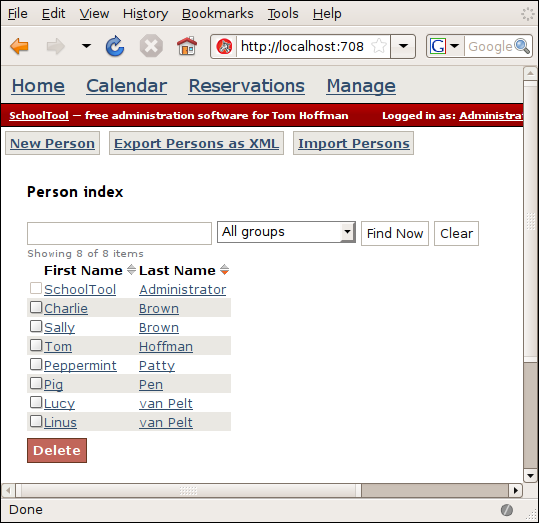 File Edit View History Bookmarks Tools Help
http://localhost:708 Google
Home Calendar Reservations Manage
SchoolTool — free administration software for Tom Hoffman Logged in as: Administra
New Person Export Persons as XML Import Persons
Person index
All groups Find Now Clear
Showing 8 of 8 items
First Name Last Name
SchoolTool Administrator
Charlie Brown
Sally Brown
Tom Hoffman
Peppermint Patty
Pig Pen
Lucy van Pelt
Linus van Pelt
Delete
Done